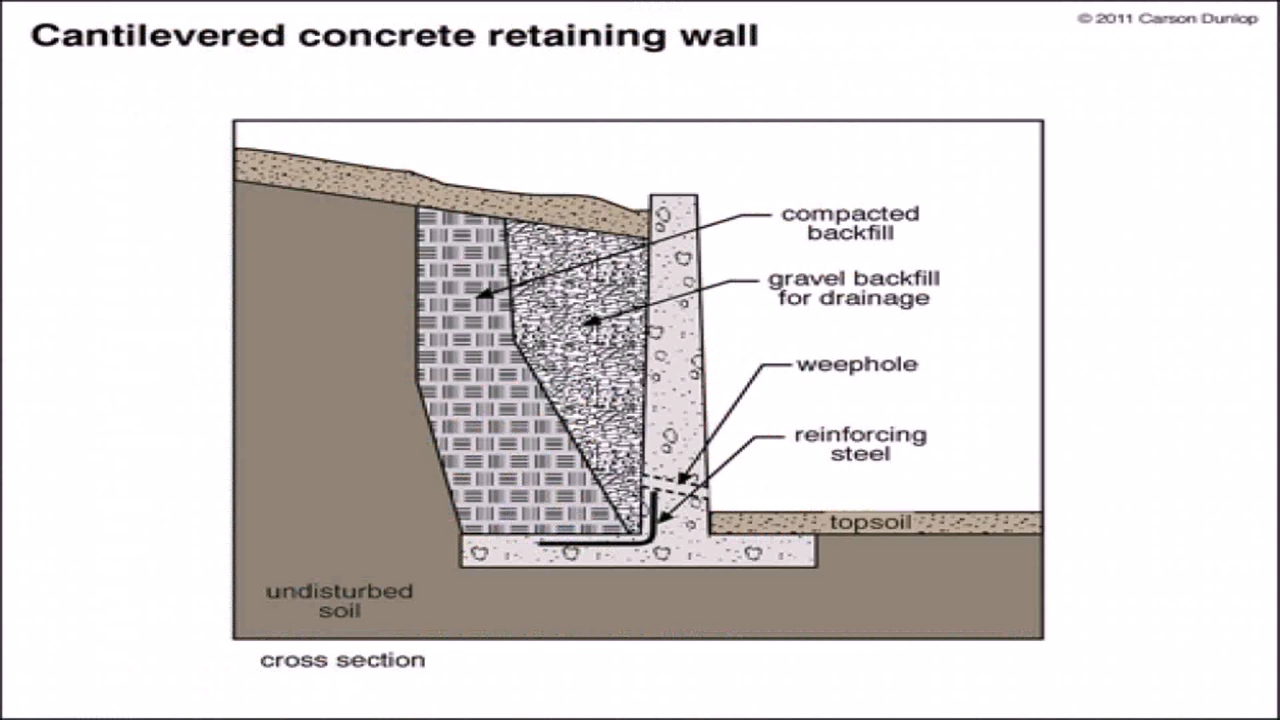 Cantilevered concrete retaining wall
© 2011 Carson Dunlop
compacted
backfill
gravel backfill
for drainage
weephole
reinforcing
steel
topsoil
undisturbed
soil
cross section